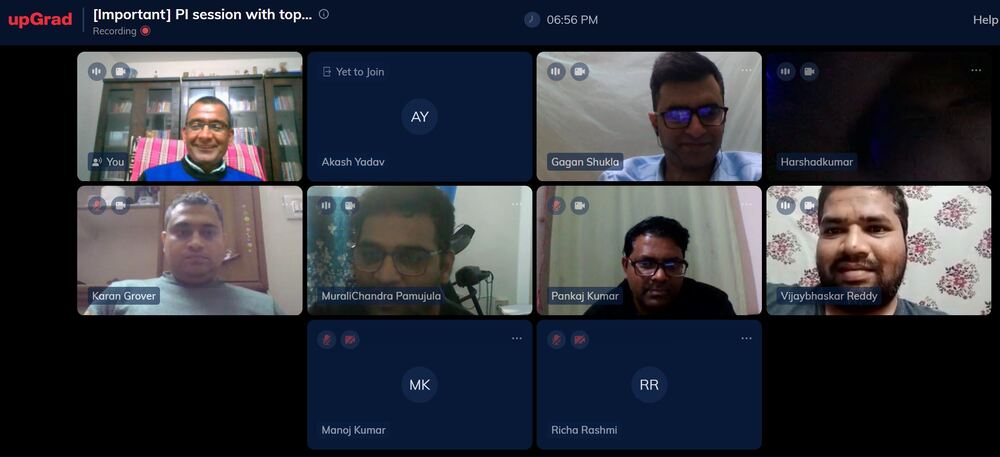 upGrad
[Important] PI session with top...
Recording
06:56 PM
Help
You
Yet to Join
AY
Akash Yadav
Gagan Shukla
Harshadkumar
Karan Grover
MuraliChandra Pamujula
Pankaj Kumar
Vijaybhaskar Reddy
MK
Manoj Kumar
RR
Richa Rashmi